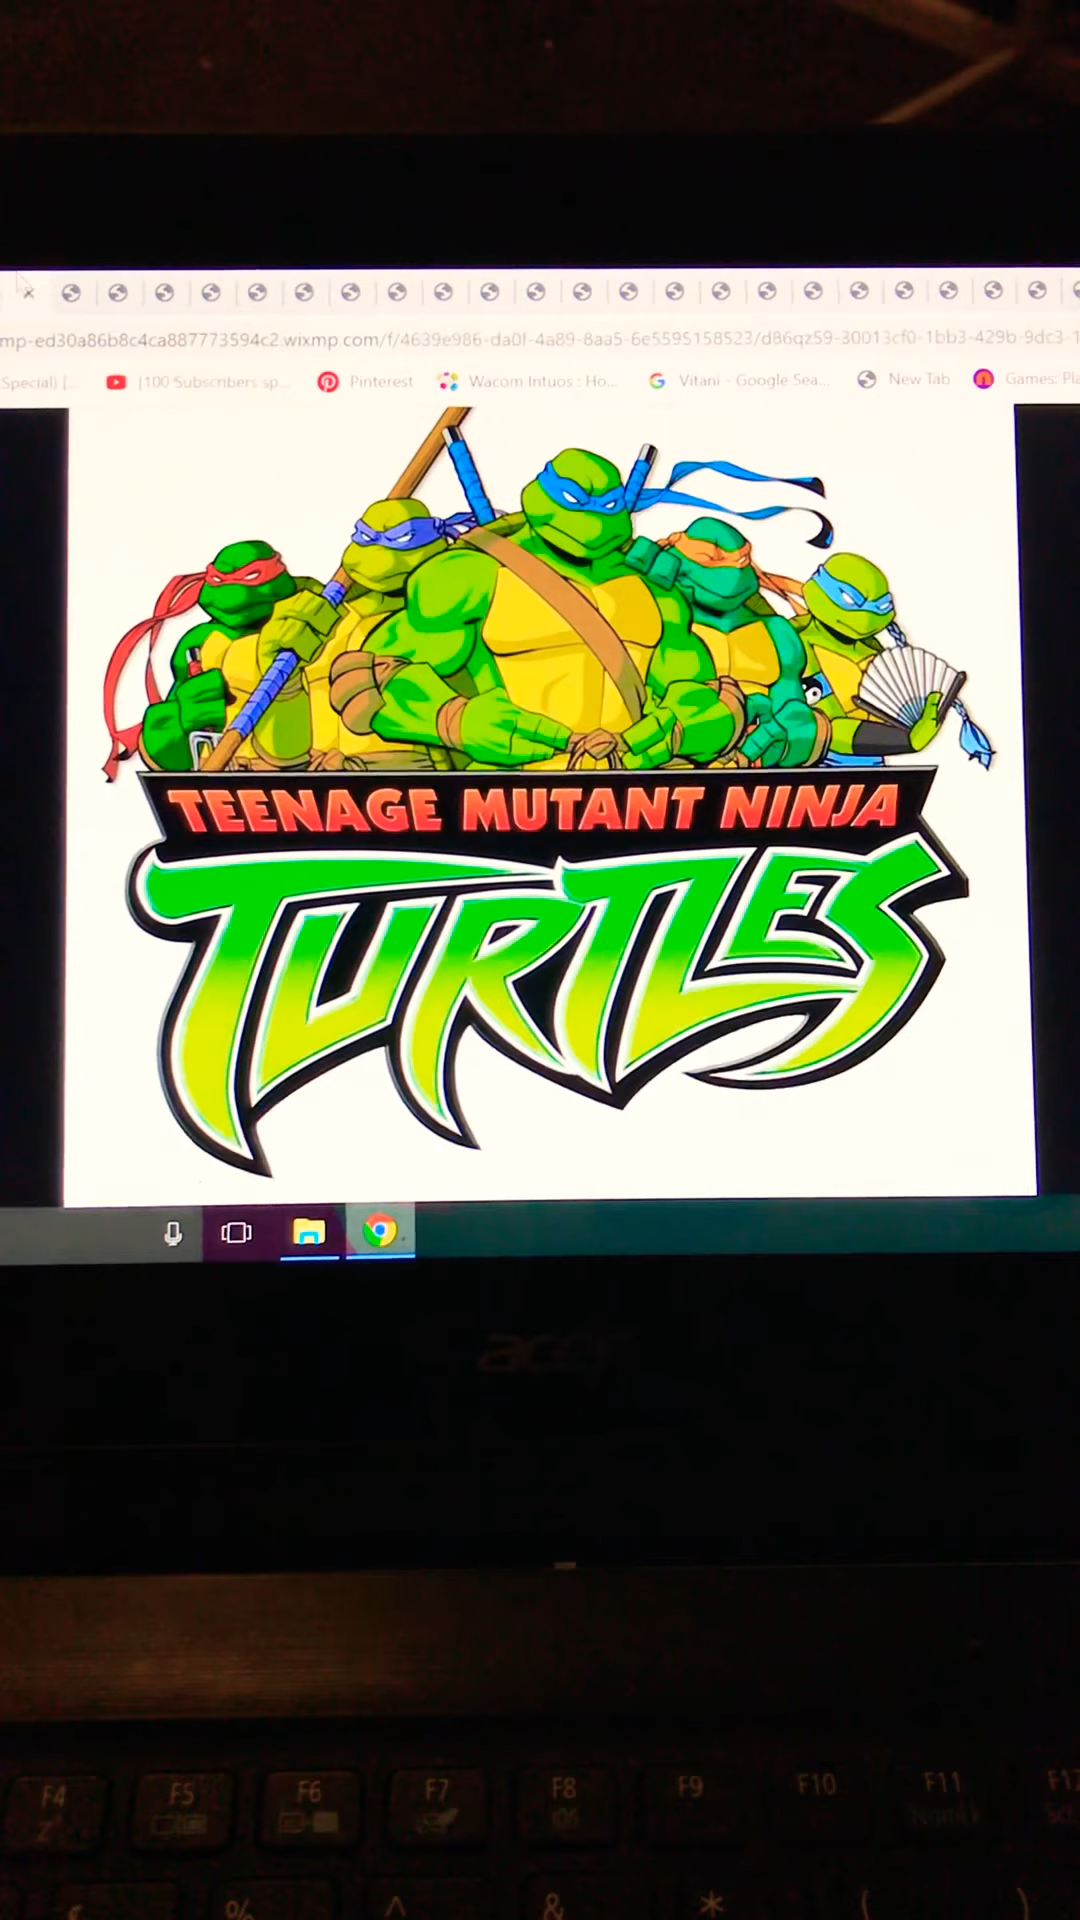 mp-ed30a86b8c4ca887773594c2.wixmp.com/f/4639e986-da0f-4a89-8aa5-6e5595158523/d86qz59-30013cf0-1bb3-429b-9dc3-1
Special) [... (100 Subscribers sp... Pinterest Wacom Intuos : Ho... Vitani - Google Sea... New Tab Games: Pla
TEENAGE MUTANT NINJA
TURTLES
acer
F4 F5 F6 F7 F8 F9 F10 F11 F12
% ^ & * ( )